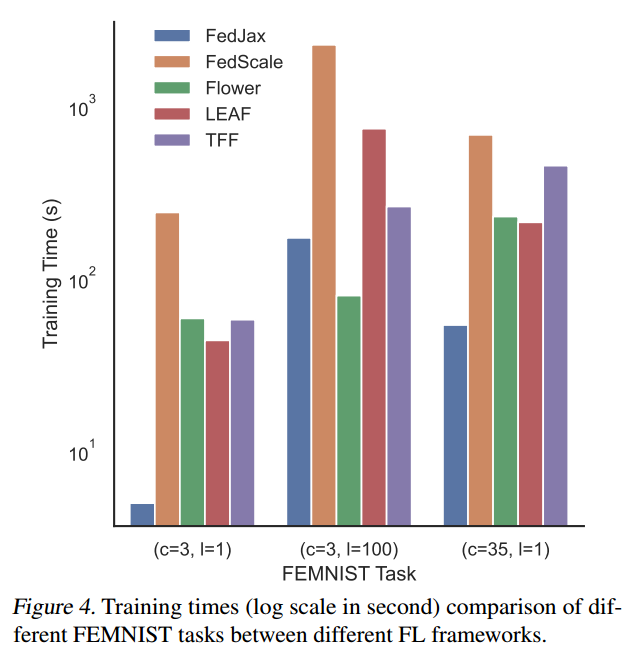 FedJax
FedScale
Flower
LEAF
TFF
10^3
10^2
10^1
Training Time (s)
(c=3, l=1) (c=3, l=100) (c=35, l=1)
FEMNIST Task
Figure 4. Training times (log scale in second) comparison of dif-
ferent FEMNIST tasks between different FL frameworks.